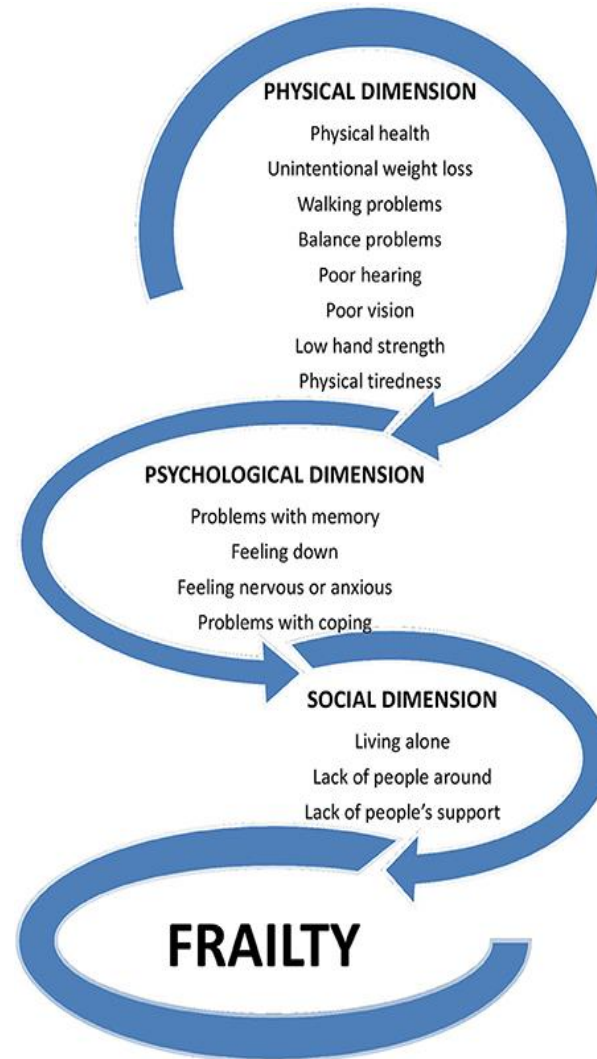 PHYSICAL DIMENSION
Physical health
Unintentional weight loss
Walking problems
Balance problems
Poor hearing
Poor vision
Low hand strength
Physical tiredness
PSYCHOLOGICAL DIMENSION
Problems with memory
Feeling down
Feeling nervous or anxious
Problems with coping
SOCIAL DIMENSION
Living alone
Lack of people around
Lack of people’s support
FRAILTY